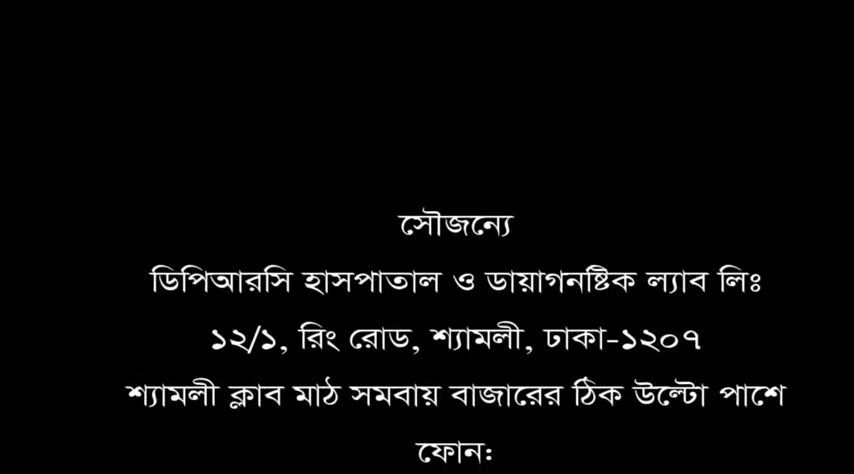 সৌজন্যে
ডিপিআরসি হাসপাতাল ও ডায়াগনষ্টিক ল্যাব লিঃ
১২/১, রিং রোড, শ্যামলী, ঢাকা-১২০৭
শ্যামলী ক্লাব মাঠ সমবায় বাজারের ঠিক উল্টো পাশে
ফোন: